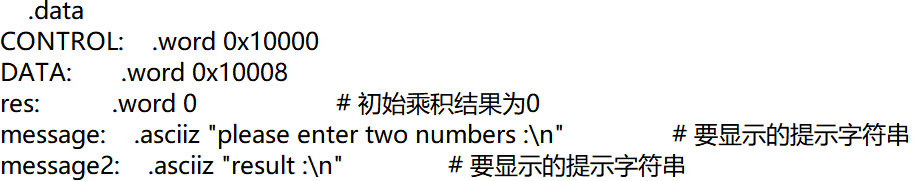 .data
CONTROL: .word 0x10000
DATA: .word 0x10008
res: .word 0 # 初始乘积结果为0
message: .asciiz "please enter two numbers :\n" # 要显示的提示字符串
message2: .asciiz "result :\n" # 要显示的提示字符串